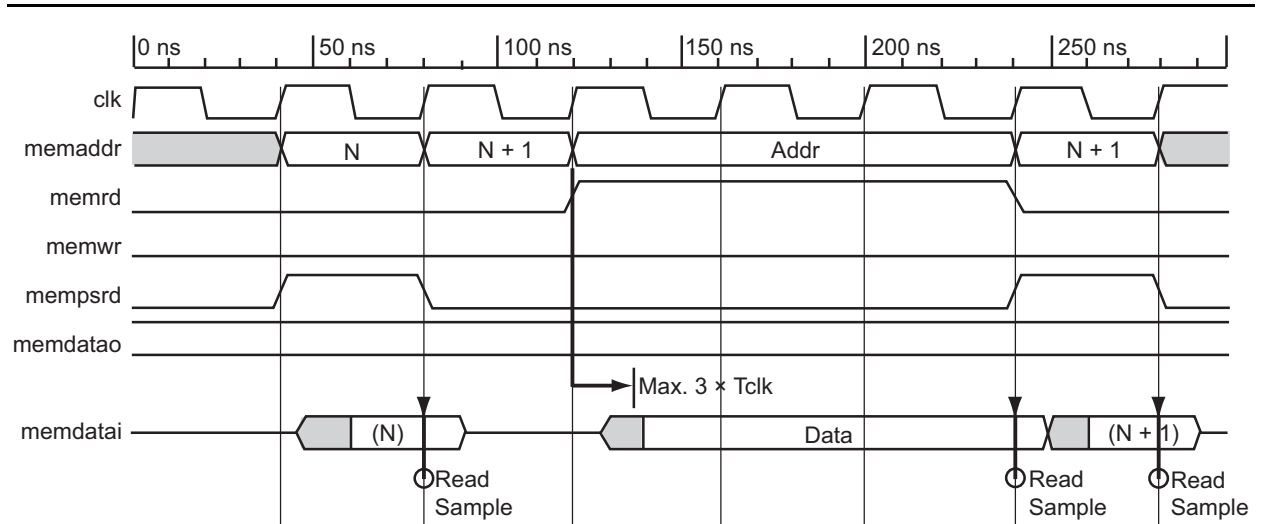 0 ns 50 ns 100 ns 150 ns 200 ns 250 ns
clk
memaddr N N + 1 Addr N + 1
memrd
memwr
mempsrd
memdatao
Max. 3 × Tclk
memdatai (N) Data (N + 1)
Read Read Read
Sample Sample Sample